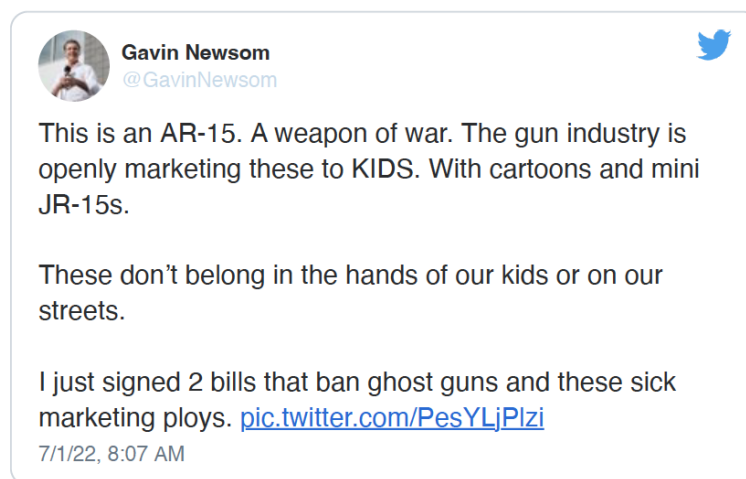 Gavin Newsom
@GavinNewsom
This is an AR-15. A weapon of war. The gun industry is
openly marketing these to KIDS. With cartoons and mini
JR-15s.
These don’t belong in the hands of our kids or on our
streets.
I just signed 2 bills that ban ghost guns and these sick
marketing ploys. pic.twitter.com/PesYLjPlzi
7/1/22, 8:07 AM